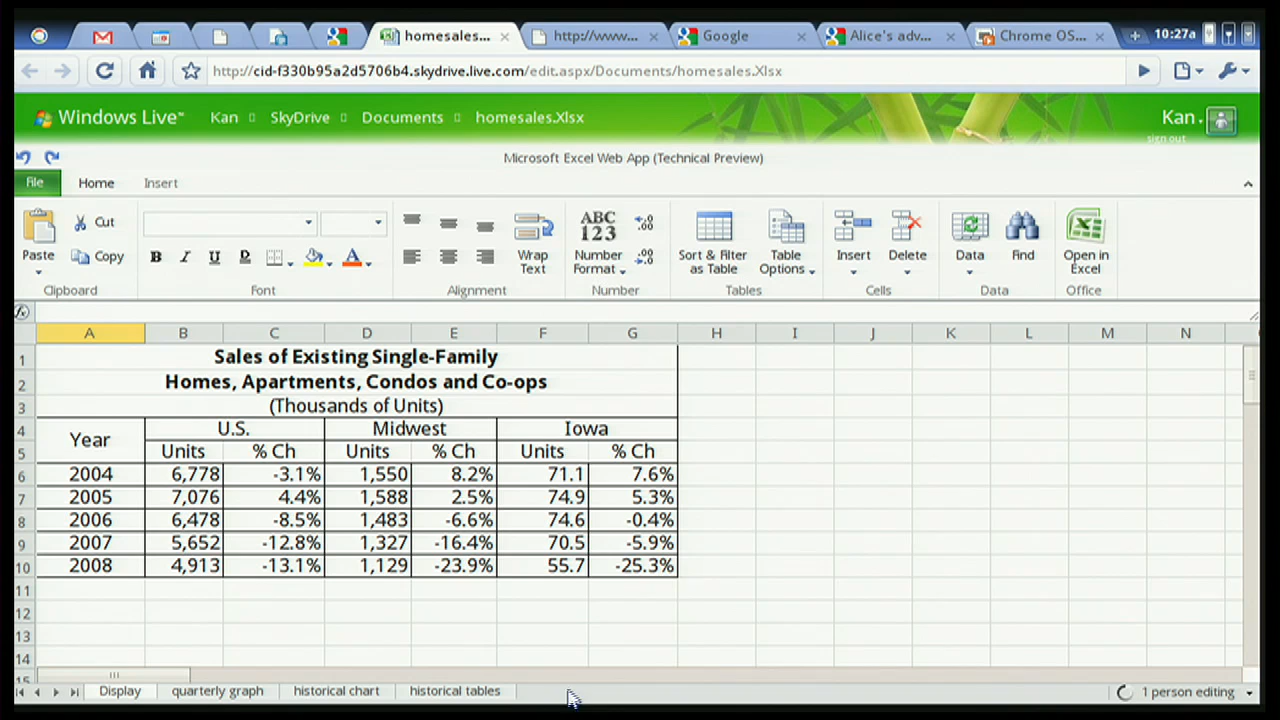 homesales... http://www... Google Alice's adv... Chrome OS... 10:27a
http://cid-f330b95a2d5706b4.skydrive.live.com/edit.aspx/Documents/homesales.Xlsx
Windows Live™ Kan SkyDrive Documents homesales.Xlsx Kan
sign out
Microsoft Excel Web App (Technical Preview)
File Home Insert
Paste Cut Copy
B I U D A
Wrap Text
ABC 123
Number Format
.00
.00
Sort & Filter as Table
Table Options
Insert Delete
Data Find
Open in Excel
Clipboard Font Alignment Number Tables Cells Data Office
fx
A B C D E F G H I J K L M N
1 Sales of Existing Single-Family
2 Homes, Apartments, Condos and Co-ops
3 (Thousands of Units)
4 Year U.S. Midwest Iowa
5 Units % Ch Units % Ch Units % Ch
6 2004 6,778 -3.1% 1,550 8.2% 71.1 7.6%
7 2005 7,076 4.4% 1,588 2.5% 74.9 5.3%
8 2006 6,478 -8.5% 1,483 -6.6% 74.6 -0.4%
9 2007 5,652 -12.8% 1,327 -16.4% 70.5 -5.9%
10 2008 4,913 -13.1% 1,129 -23.9% 55.7 -25.3%
11
12
13
14
15
Display quarterly graph historical chart historical tables 1 person editing